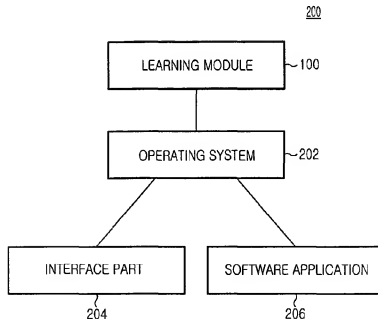 200
LEARNING MODULE
100
OPERATING SYSTEM
202
INTERFACE PART
SOFTWARE APPLICATION
204
206